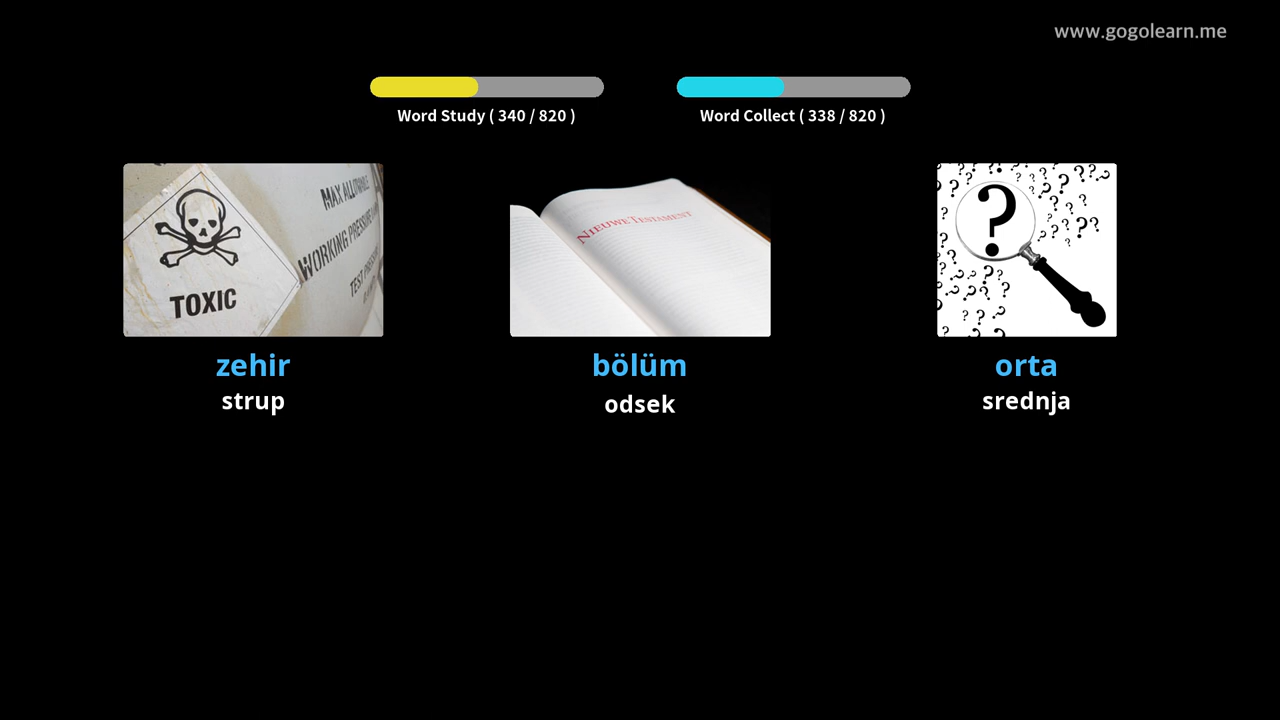 www.gogolearn.me
Word Study ( 340 / 820 )
Word Collect ( 338 / 820 )
MAX ALLOWABLE
WORKING PRESSURE
TEST
TOXIC
NIEUWE TESTAMENT
? 
zehir
bölüm
orta
strup
odsek
srednja